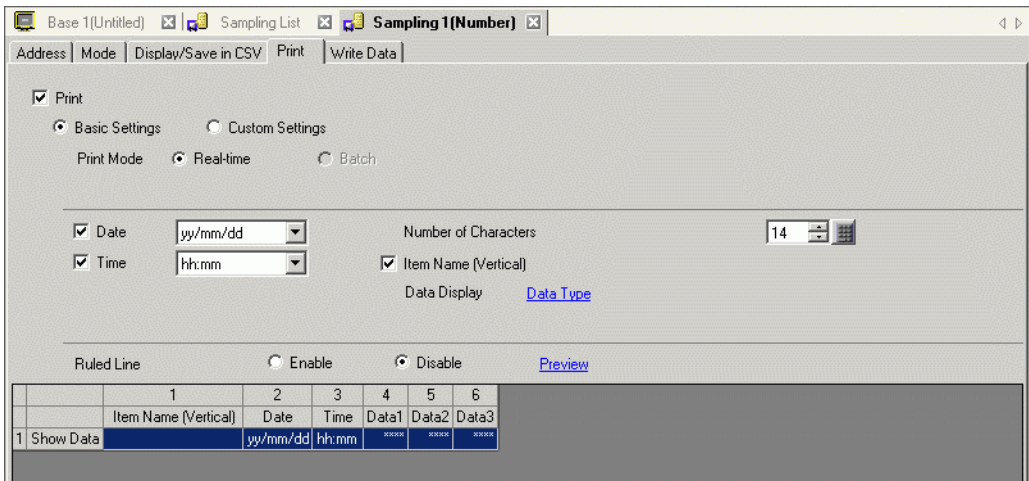 Base 1(Untitled) Sampling List Sampling 1(Number)
Address Mode Display/Save in CSV Print Write Data
Print
Basic Settings Custom Settings
Print Mode Real-time Batch
Date yy/mm/dd Number of Characters 14
Time hh:mm Item Name (Vertical)
Data Display Data Type
Ruled Line Enable Disable Preview
1 2 3 4 5 6
Item Name (Vertical) Date Time Data1 Data2 Data3
1 Show Data yy/mm/dd hh:mm **** **** ****